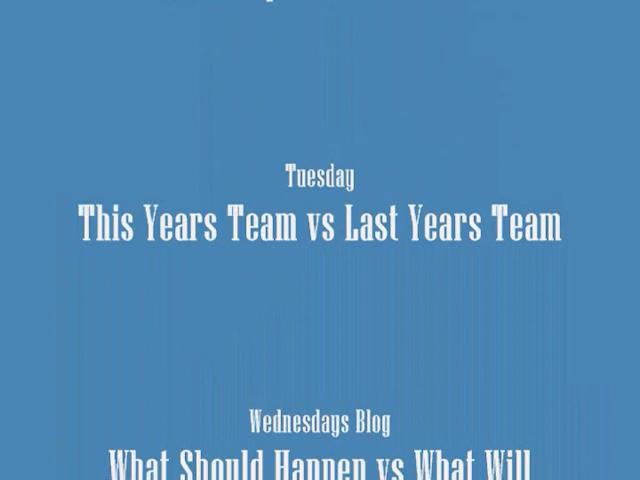 Tuesday
This Years Team vs Last Years Team
Wednesdays Blog
What Should Happen vs What Will